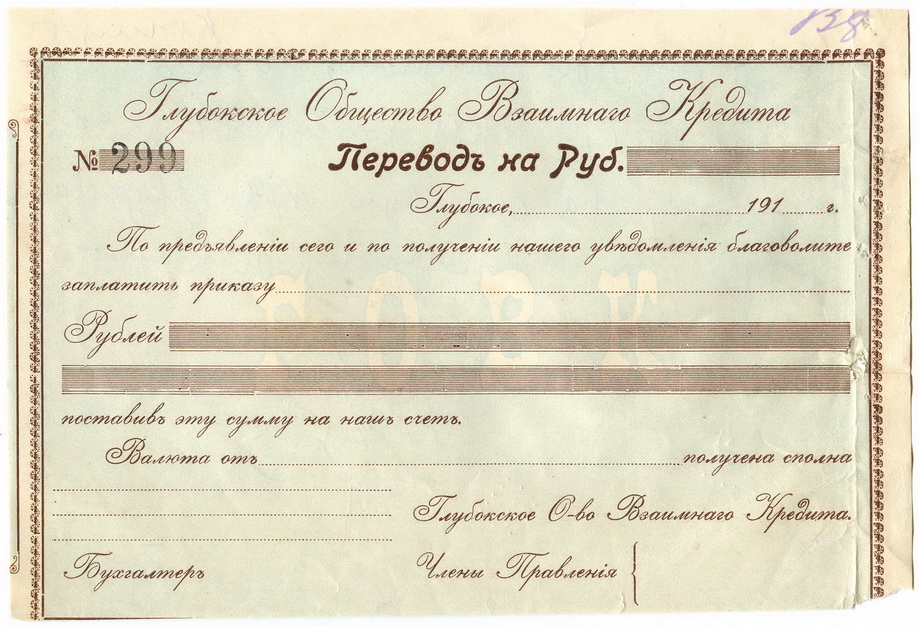 Глубокское Общество Взаимнаго Кредита
№ 299 Переводъ на Руб.
Глубокое, 191 г.
По предъявленіи сего и по полученіи нашего увѣдомленія благоволите
заплатить приказу
Г О В К
Рублей
поставивъ эту сумму на нашъ счетъ.
Валюта отъ получена сполна
Глубокское О-во Взаимнаго Кредита.
Бухгалтеръ Члены Правленія